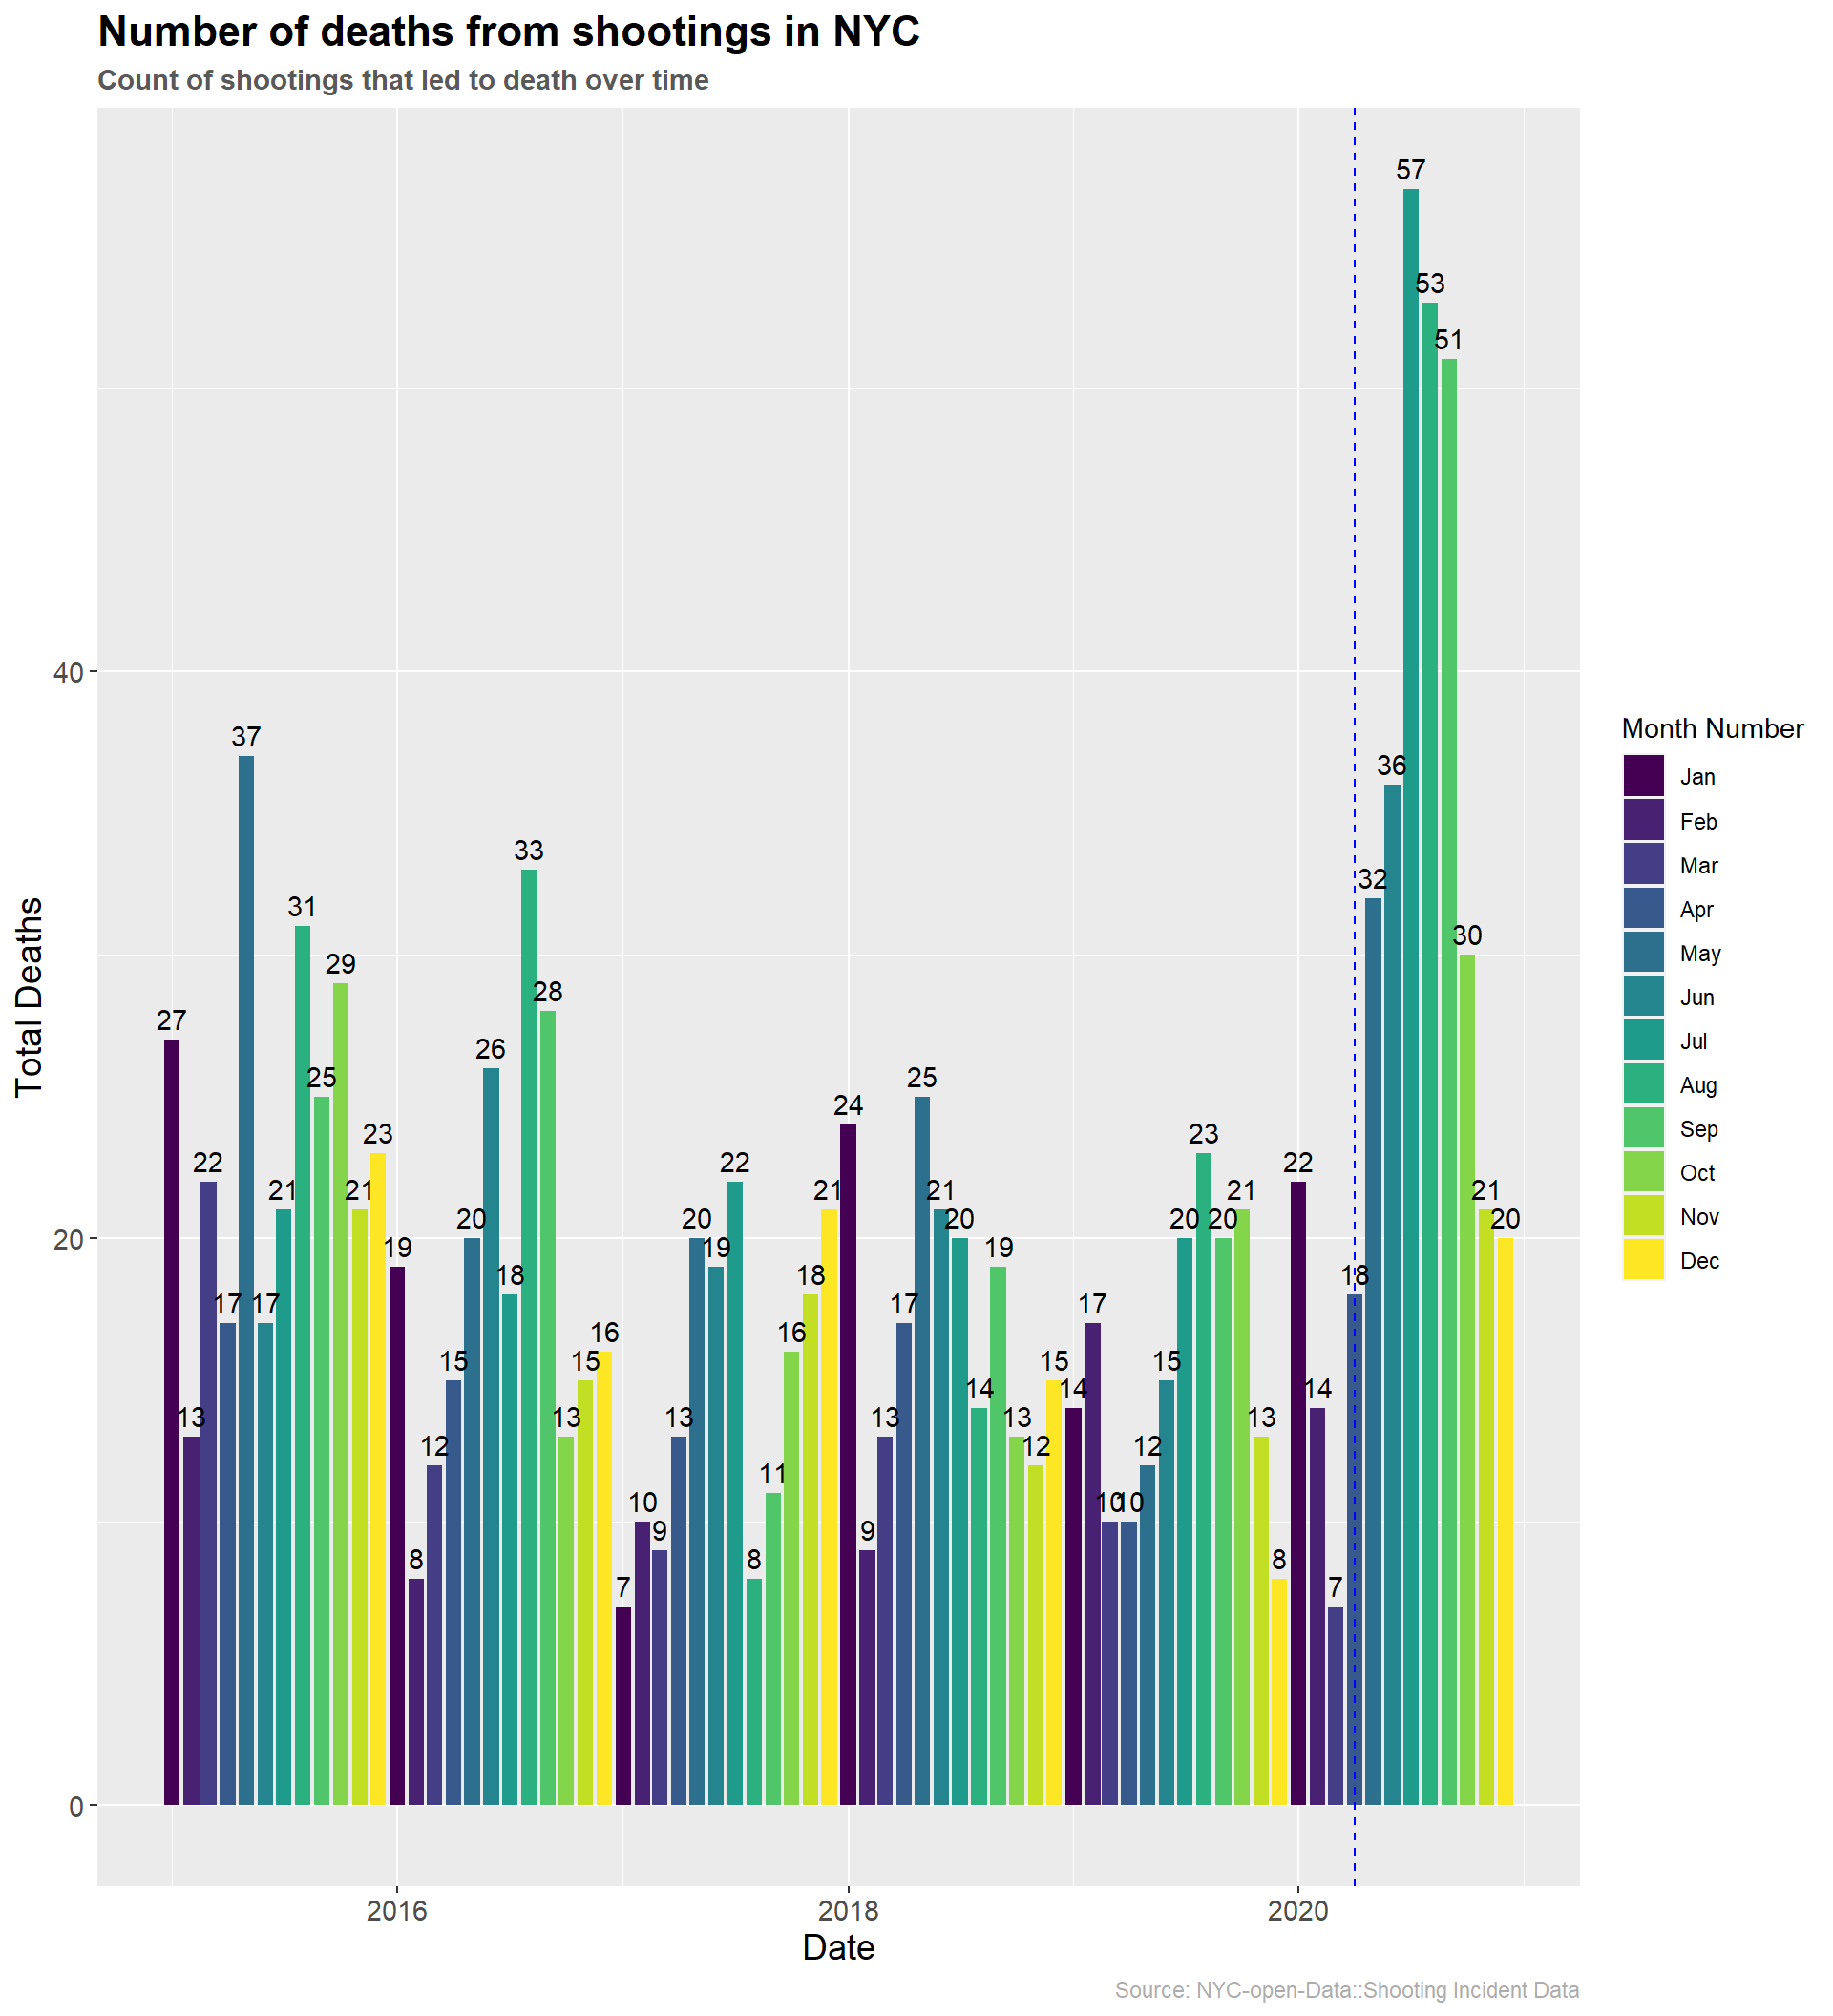 Number of deaths from shootings in NYC
Count of shootings that led to death over time
Total Deaths
40
20
0
27 13 22 17 37 17 21 31 25 29 21 23
19 8 12 15 20 26 18 33 28 13 15 16
7 10 9 13 20 19 22 8 11 16 18 21
24 9 13 17 25 21 20 14 19 13 12 15
14 17 10 10 12 15 20 23 20 21 13 8
22 14 7 18 32 36 57 53 51 30 21 20
2016 2018 2020
Date
Month Number
Jan
Feb
Mar
Apr
May
Jun
Jul
Aug
Sep
Oct
Nov
Dec
Source: NYC-open-Data::Shooting Incident Data